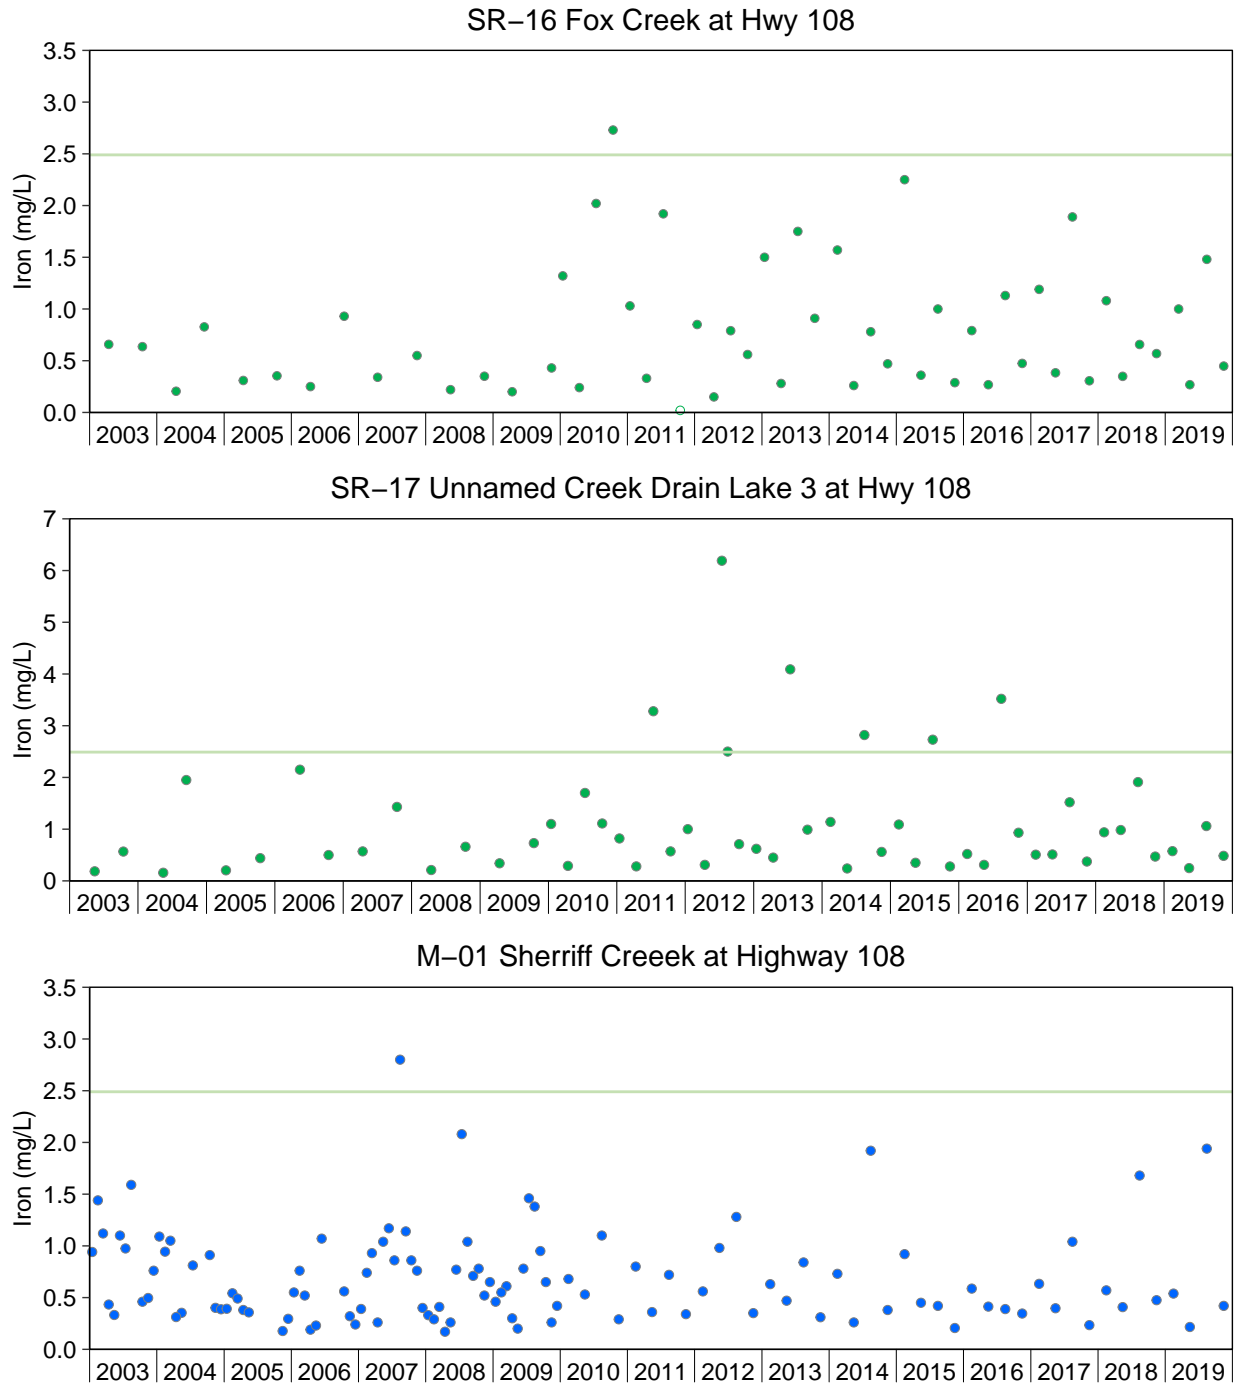 SR−16 Fox Creek at Hwy 108
3.5
3.0
2.5
2.0
1.5
1.0
0.5
0.0
Iron (mg/L)
2003 2004 2005 2006 2007 2008 2009 2010 2011 2012 2013 2014 2015 2016 2017 2018 2019
SR−17 Unnamed Creek Drain Lake 3 at Hwy 108
7
6
5
4
3
2
1
0
Iron (mg/L)
2003 2004 2005 2006 2007 2008 2009 2010 2011 2012 2013 2014 2015 2016 2017 2018 2019
M−01 Sherriff Creeek at Highway 108
3.5
3.0
2.5
2.0
1.5
1.0
0.5
0.0
Iron (mg/L)
2003 2004 2005 2006 2007 2008 2009 2010 2011 2012 2013 2014 2015 2016 2017 2018 2019